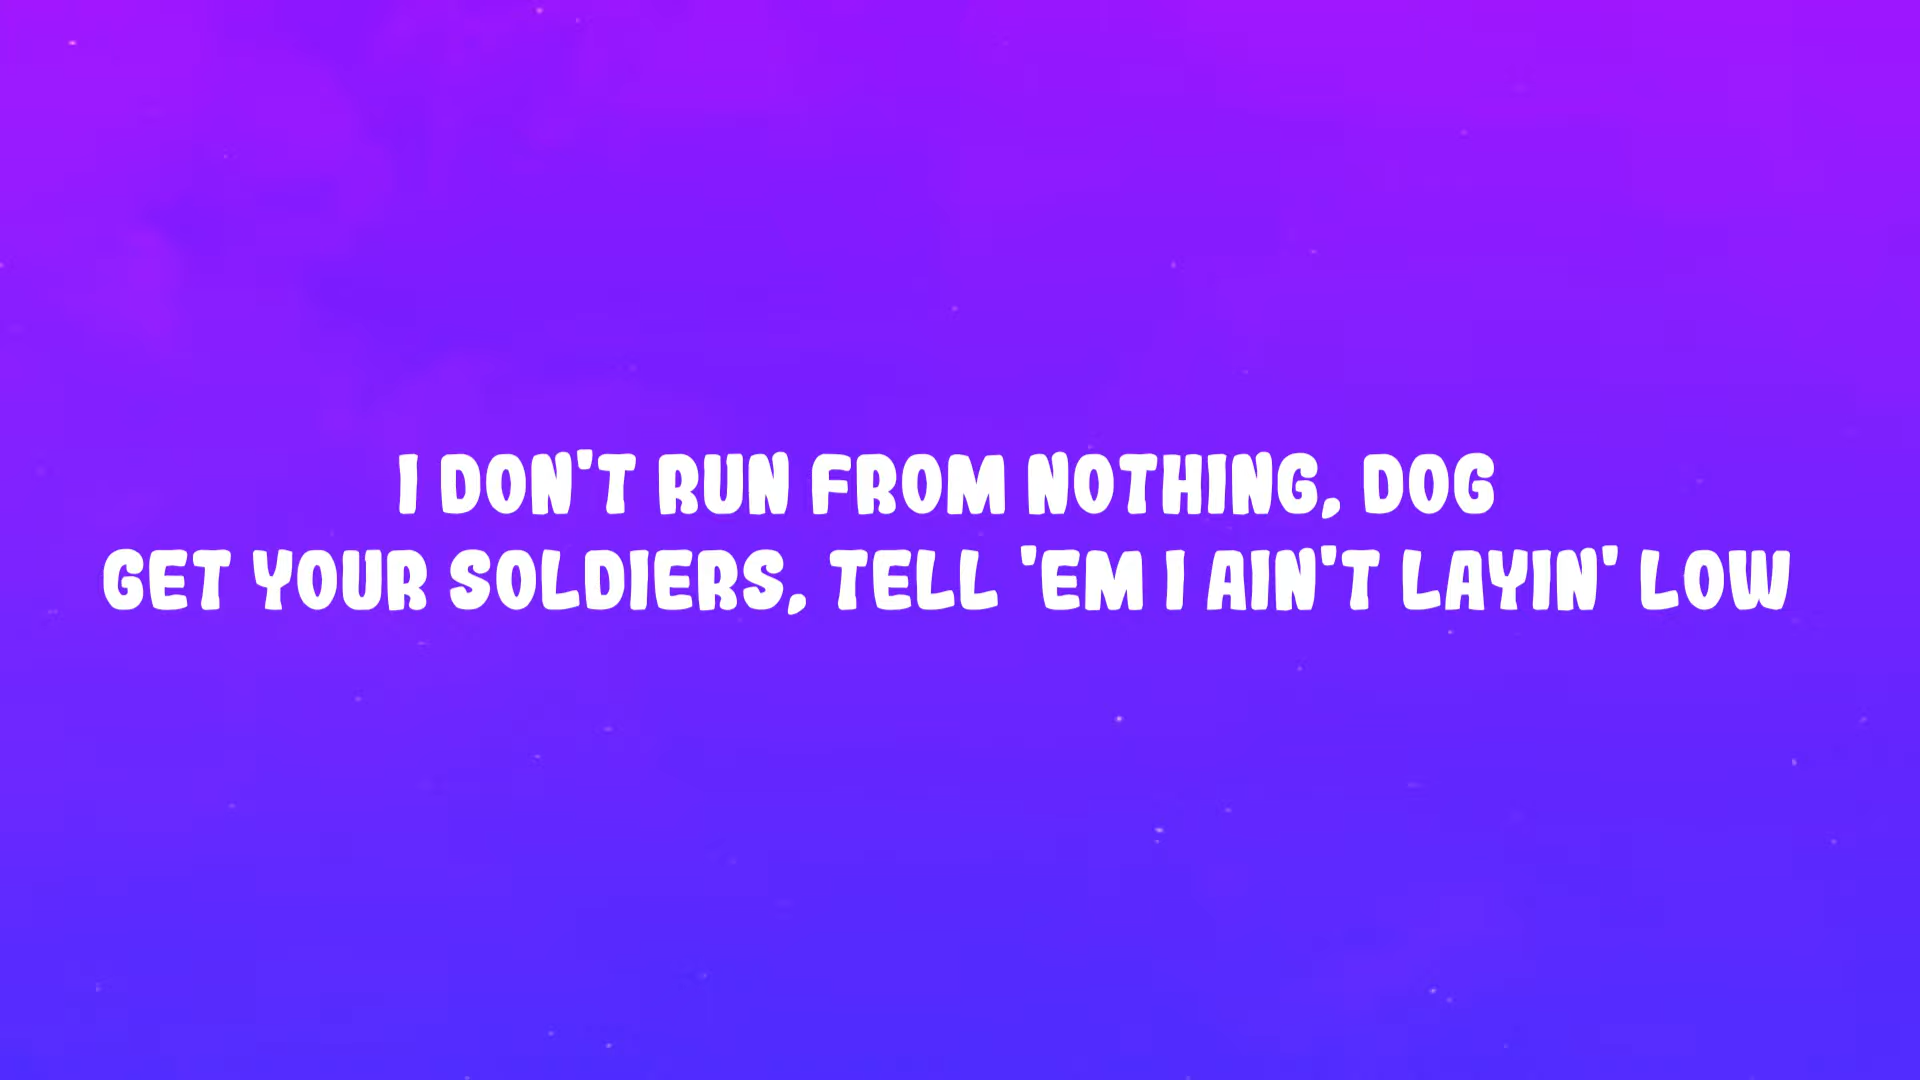 I DON'T RUN FROM NOTHING, DOG
GET YOUR SOLDIERS, TELL 'EM I AIN'T LAYIN' LOW